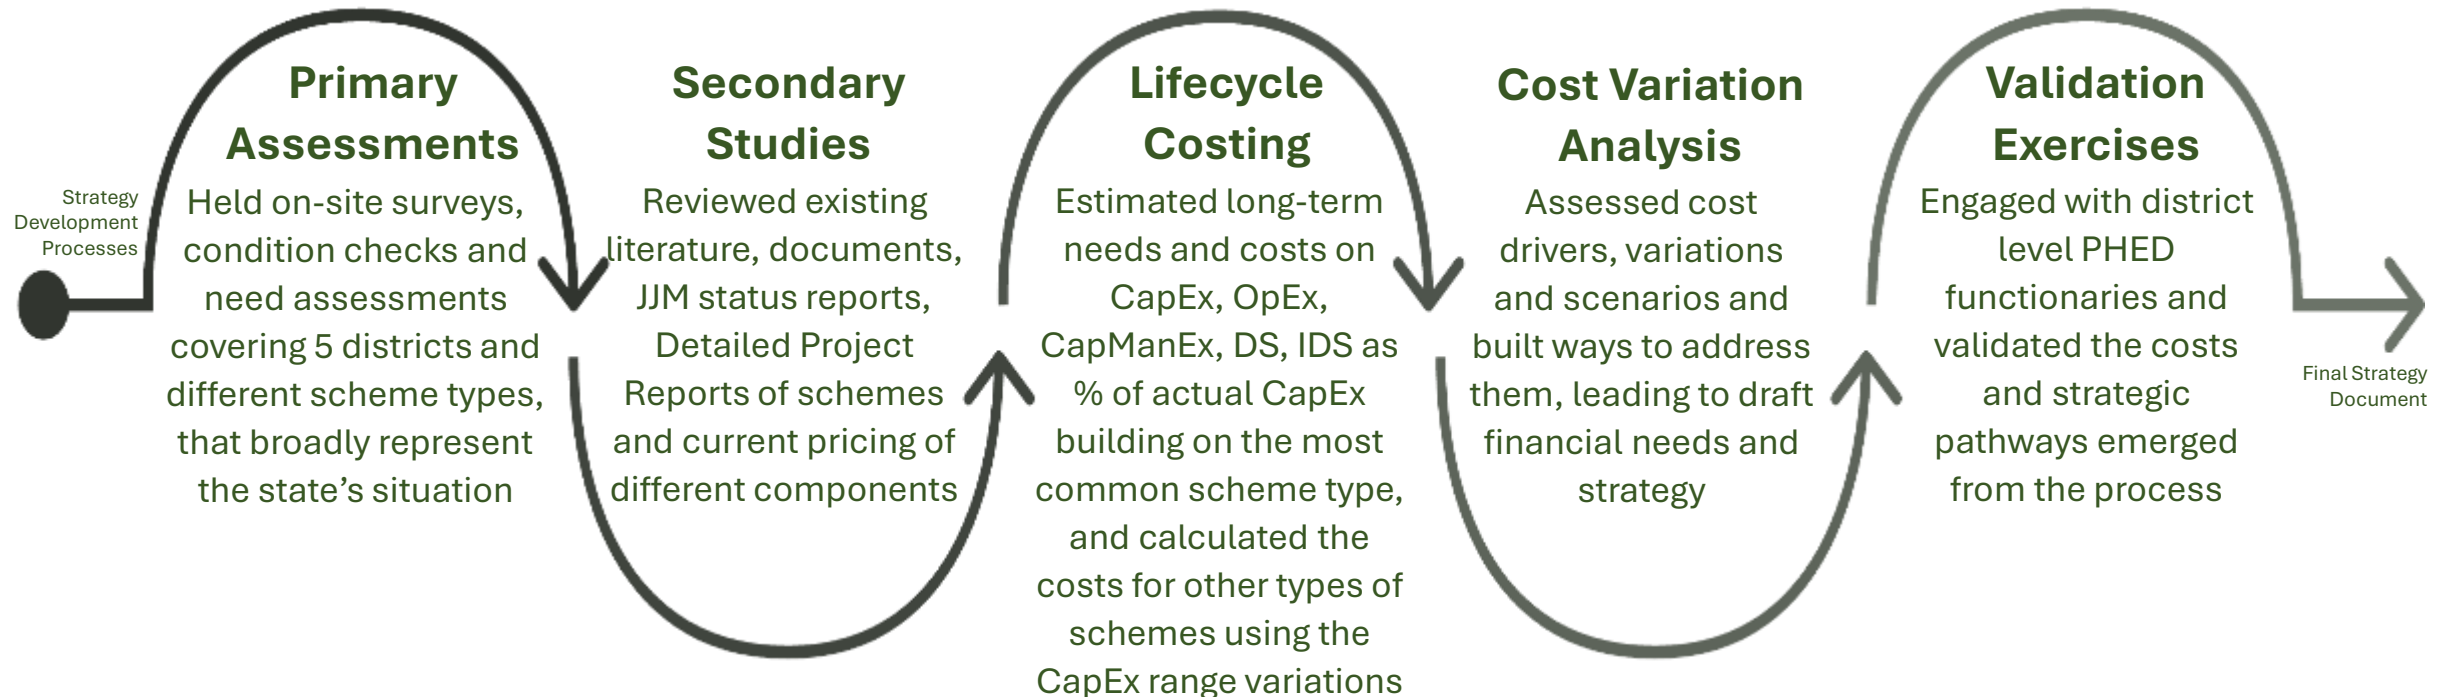 Strategy
Development
Processes
Primary
Assessments
Held on-site surveys,
condition checks and
need assessments
covering 5 districts and
different scheme types,
that broadly represent
the state’s situation
Secondary
Studies
Reviewed existing
literature, documents,
JJM status reports,
Detailed Project
Reports of schemes
and current pricing of
different components
Lifecycle
Costing
Estimated long-term
needs and costs on
CapEx, OpEx,
CapManEx, DS, IDS as
% of actual CapEx
building on the most
common scheme type,
and calculated the
costs for other types of
schemes using the
CapEx range variations
Cost Variation
Analysis
Assessed cost
drivers, variations
and scenarios and
built ways to address
them, leading to draft
financial needs and
strategy
Validation
Exercises
Engaged with district
level PHED
functionaries and
validated the costs
and strategic
pathways emerged
from the process
Final Strategy
Document